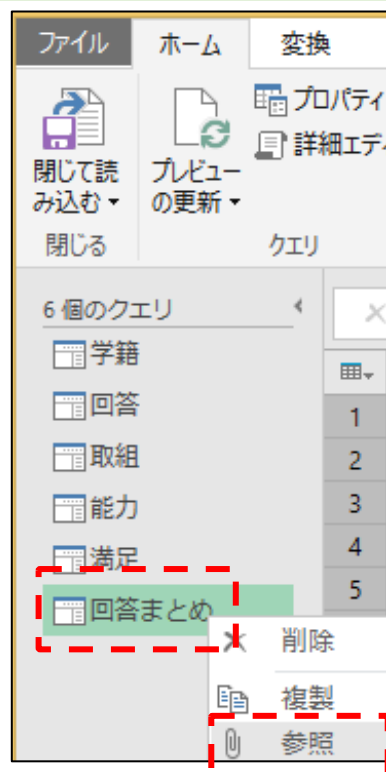 ファイル ホーム 変換
閉じて読
み込む
プレビュー
の更新
プロパティ
詳細エディ
閉じる クエリ
6 個のクエリ
学籍
回答
取組
能力
満足
回答まとめ
1
2
3
4
5
削除
複製
参照